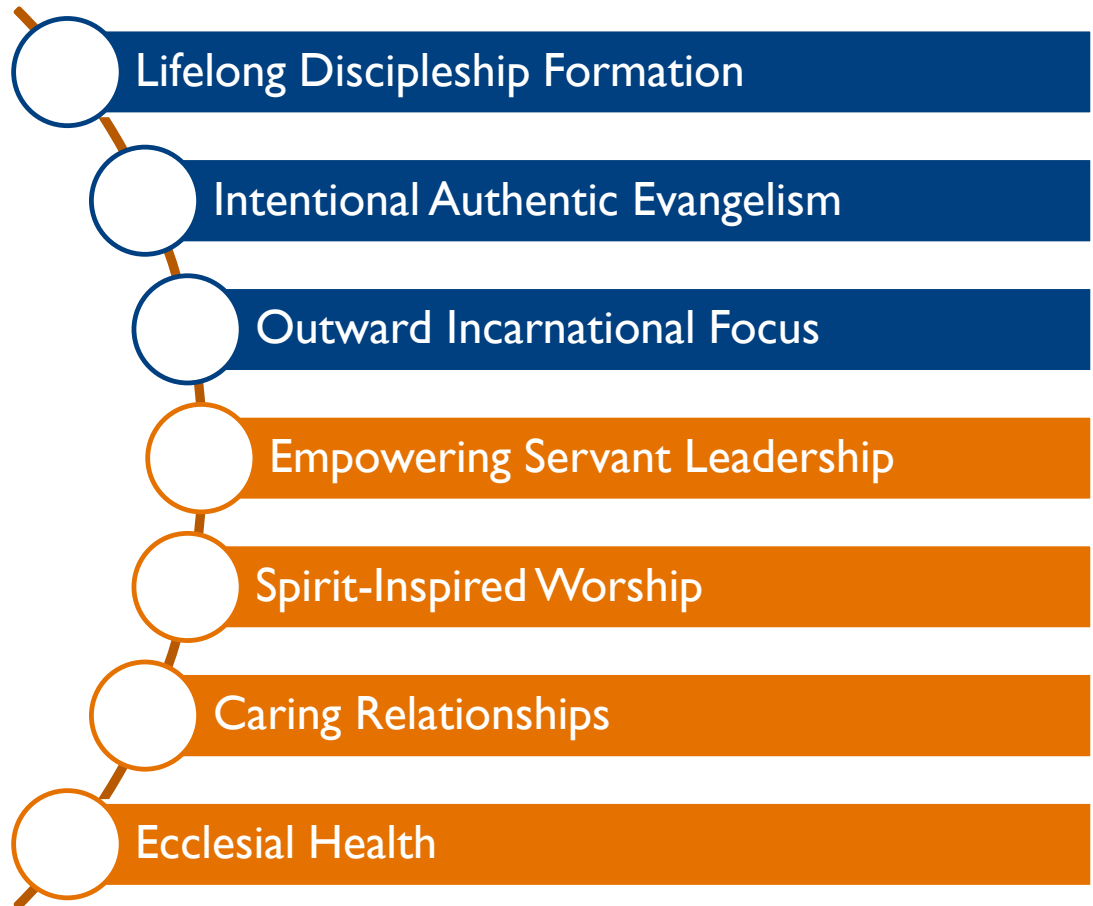 Lifelong Discipleship Formation
Intentional Authentic Evangelism
Outward Incarnational Focus
Empowering Servant Leadership
Spirit-Inspired Worship
Caring Relationships
Ecclesial Health